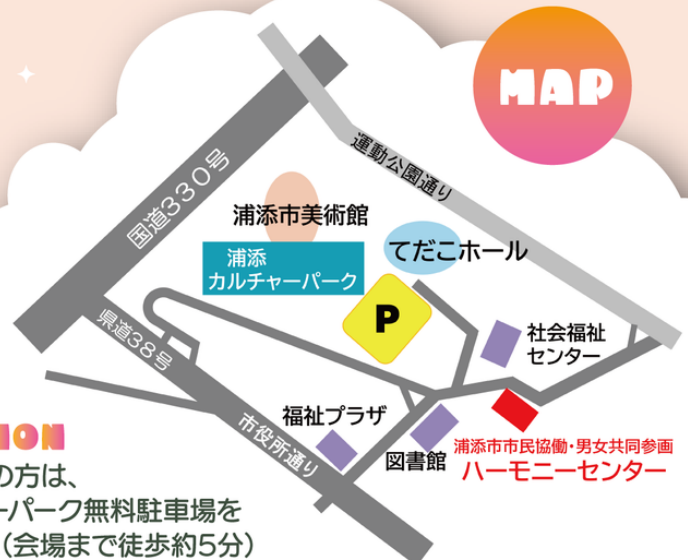 MAP
運動公園通り
国道330号
浦添市美術館
浦添
カルチャーパーク
てだこホール
P
県道38号
社会福祉
センター
市役所通り
福祉プラザ
図書館
浦添市市民協働・男女共同参画
ハーモニーセンター
ION
の方は、
ーパーク無料駐車場を
（会場まで徒歩約5分）